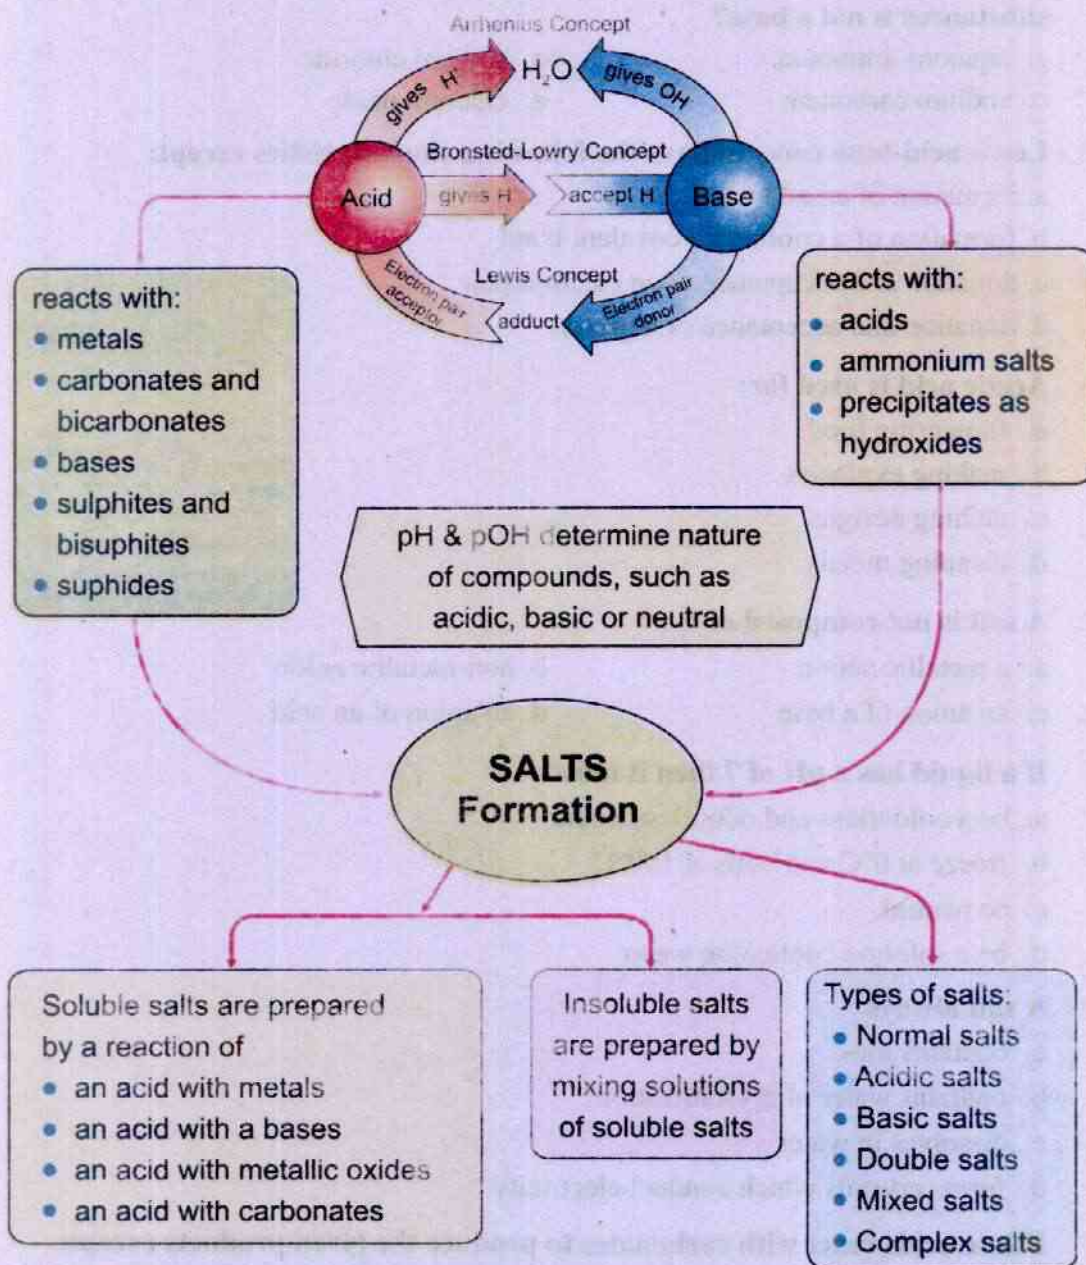 Arrhenius Concept
gives H⁺
H₂O
gives OH
Bronsted-Lowry Concept
Acid
gives H
accept H
Base
Lewis Concept
Electron pair
acceptor
adduct
Electron pair
donor
reacts with:
• metals
• carbonates and
bicarbonates
• bases
• sulphites and
bisuphites
• suphides
reacts with:
• acids
• ammonium salts
• precipitates as
hydroxides
pH & pOH determine nature
of compounds, such as
acidic, basic or neutral
SALTS
Formation
Soluble salts are prepared
by a reaction of
• an acid with metals
• an acid with a bases
• an acid with metallic oxides
• an acid with carbonates
Insoluble salts
are prepared by
mixing solutions
of soluble salts
Types of salts:
• Normal salts
• Acidic salts
• Basic salts
• Double salts
• Mixed salts
• Complex salts